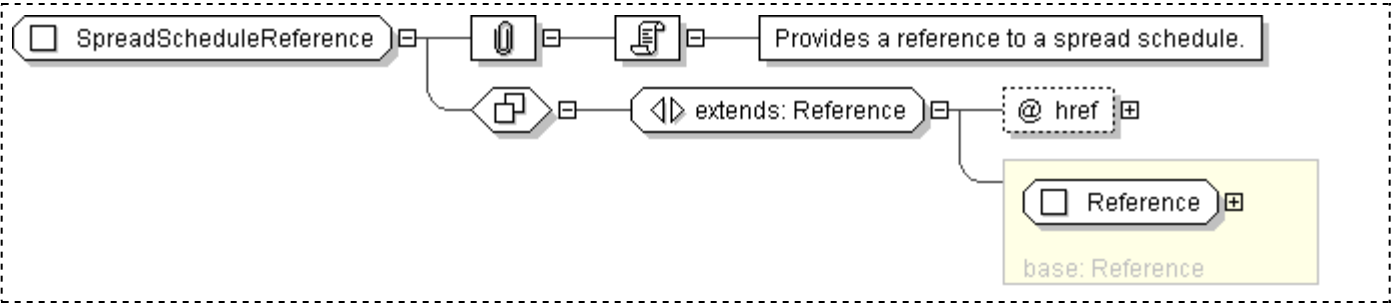 SpreadScheduleReference
Provides a reference to a spread schedule.
extends: Reference
@ href
Reference
base: Reference